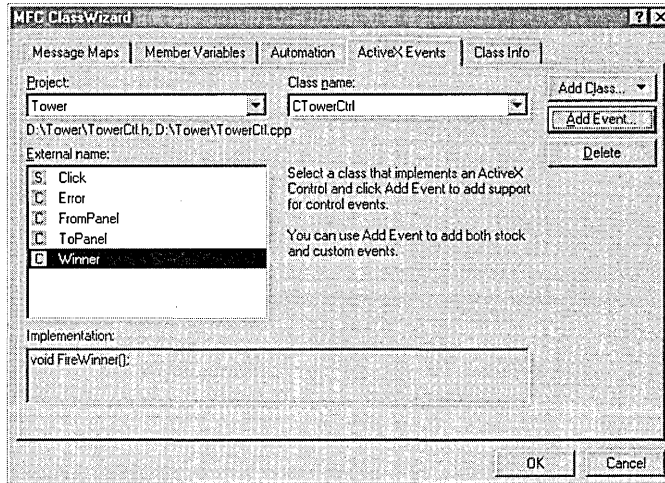 MFC ClassWizard
Message Maps Member Variables Automation ActiveX Events Class Info
Project: Class name:
Tower CTowerCtrl Add Class...
D:\Tower\TowerCtl.h, D:\Tower\TowerCtl.cpp Add Event...
External name: Delete
S Click
C Error
C FromPanel
C ToPanel
C Winner
Select a class that implements an ActiveX
Control and click Add Event to add support
for control events.
You can use Add Event to add both stock
and custom events.
Implementation:
void FireWinner();
OK Cancel